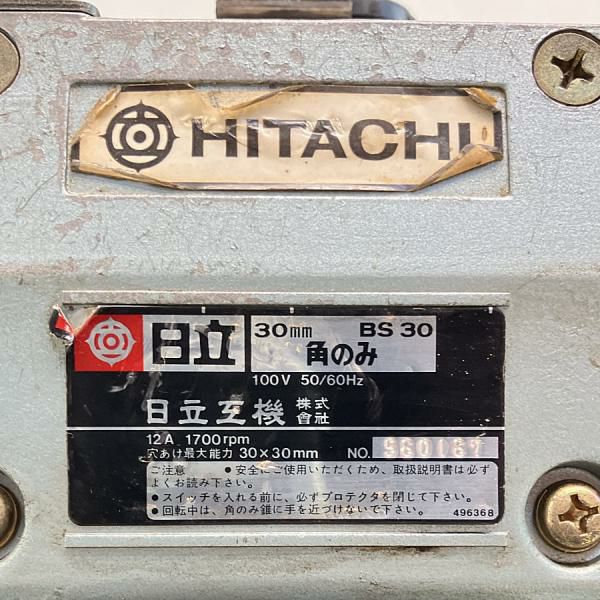 HITACHI
日立 30mm BS 30
角のみ
100V 50/60Hz
日立工機 株式會社
12A 1700rpm
穴あけ最大能力 30×30mm NO. 560167
ご注意 ●安全にご使用いただくため、取扱説明書は必ず
よくお読み下さい。
●スイッチを入れる前に、必ずプロテクタを閉じて下さい。
●回転中は、角のみ錐に手を近づけないで下さい。
496368